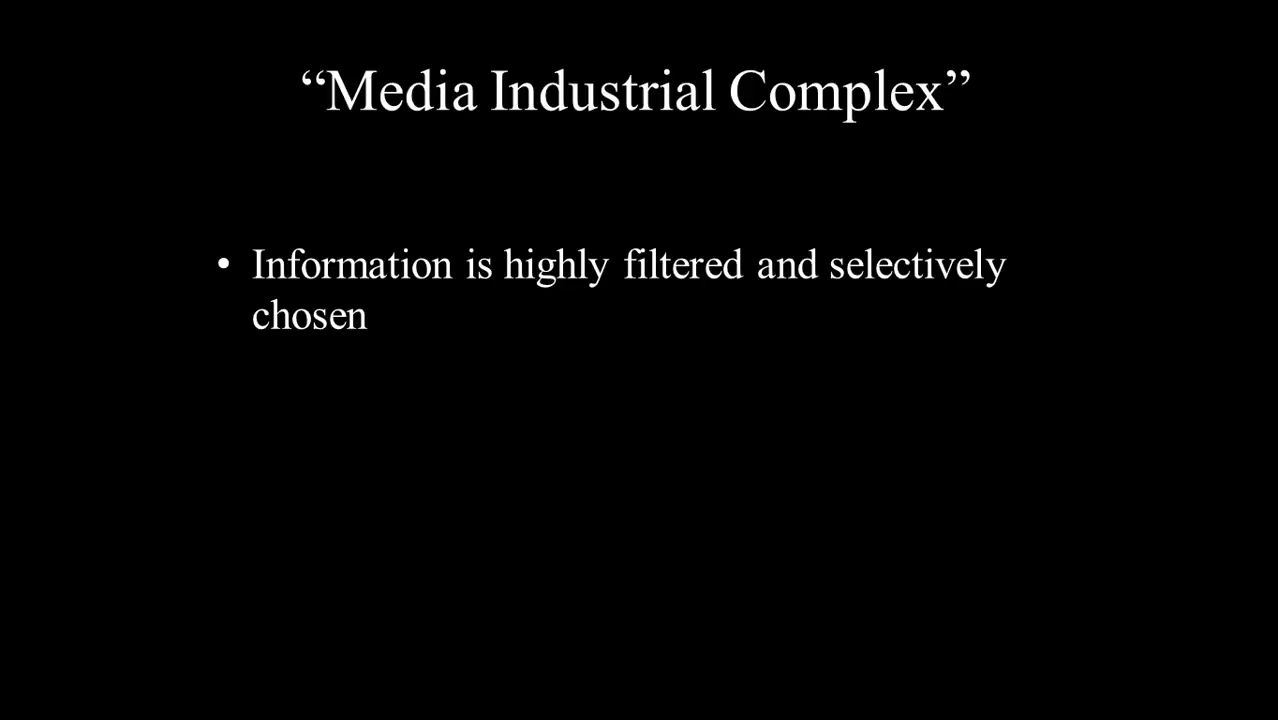 “Media Industrial Complex”
• Information is highly filtered and selectively
chosen